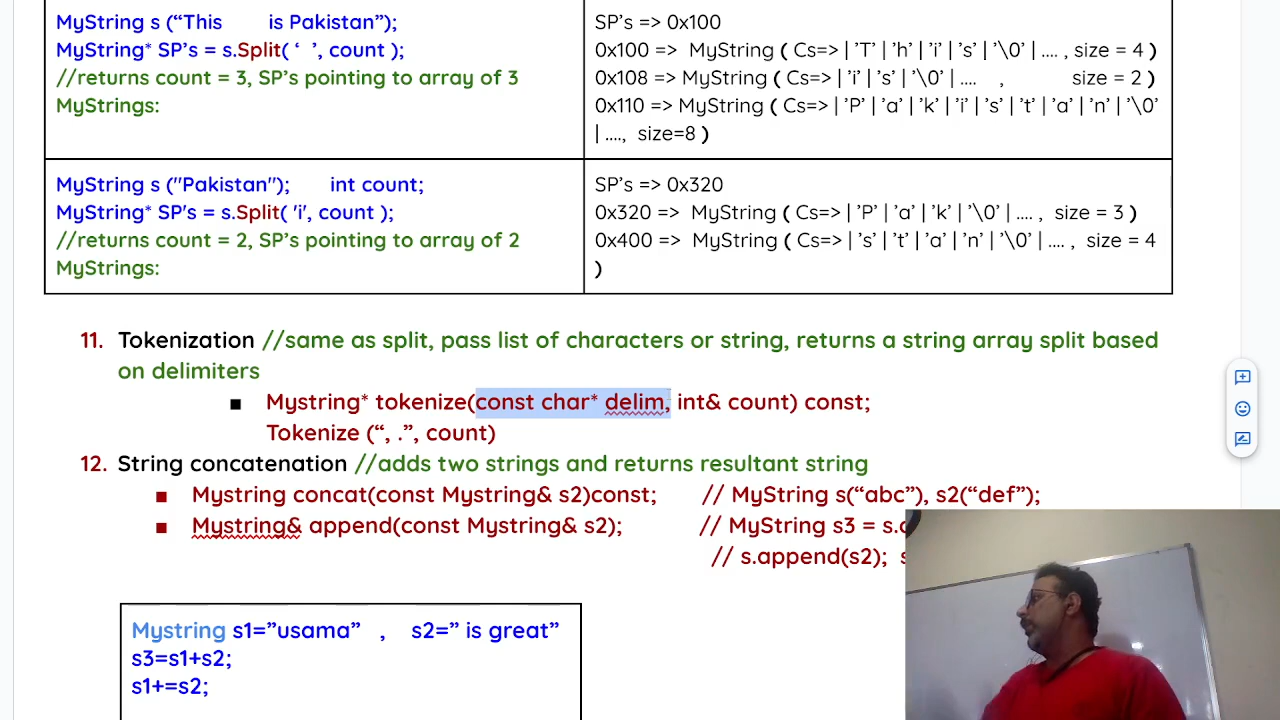 MyString s (“This is Pakistan”);
MyString* SP’s = s.Split( ‘ ’, count );
//returns count = 3, SP’s pointing to array of 3
MyStrings:
SP’s => 0x100
0x100 => MyString ( Cs=> | ’T’ | ’h’ | ’i’ | ’s’ | ’\0’ | .... , size = 4 )
0x108 => MyString ( Cs=> | ’i’ | ’s’ | ’\0’ | .... , size = 2 )
0x110 => MyString ( Cs=> | ’P’ | ’a’ | ’k’ | ’i’ | ’s’ | ’t’ | ’a’ | ’n’ | ’\0’
| ...., size=8 )
MyString s ("Pakistan"); int count;
MyString* SP's = s.Split( 'i', count );
//returns count = 2, SP’s pointing to array of 2
MyStrings:
SP’s => 0x320
0x320 => MyString ( Cs=> | ’P’ | ’a’ | ’k’ | ’\0’ | .... , size = 3 )
0x400 => MyString ( Cs=> | ’s’ | ’t’ | ’a’ | ’n’ | ’\0’ | .... , size = 4
)
11. Tokenization //same as split, pass list of characters or string, returns a string array split based
on delimiters
■ Mystring* tokenize(const char* delim, int& count) const;
Tokenize (“, .”, count)
12. String concatenation //adds two strings and returns resultant string
■ Mystring concat(const Mystring& s2)const; // MyString s(“abc”), s2(“def”);
■ Mystring& append(const Mystring& s2); // MyString s3 = s.
// s.append(s2);
Mystring s1=”usama” , s2=” is great”
s3=s1+s2;
s1+=s2;